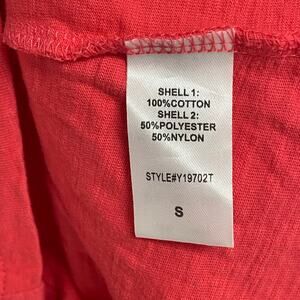 SHELL 1:
100%COTTON
SHELL 2:
50%POLYESTER
50%NYLON
STYLE#Y19702T
S